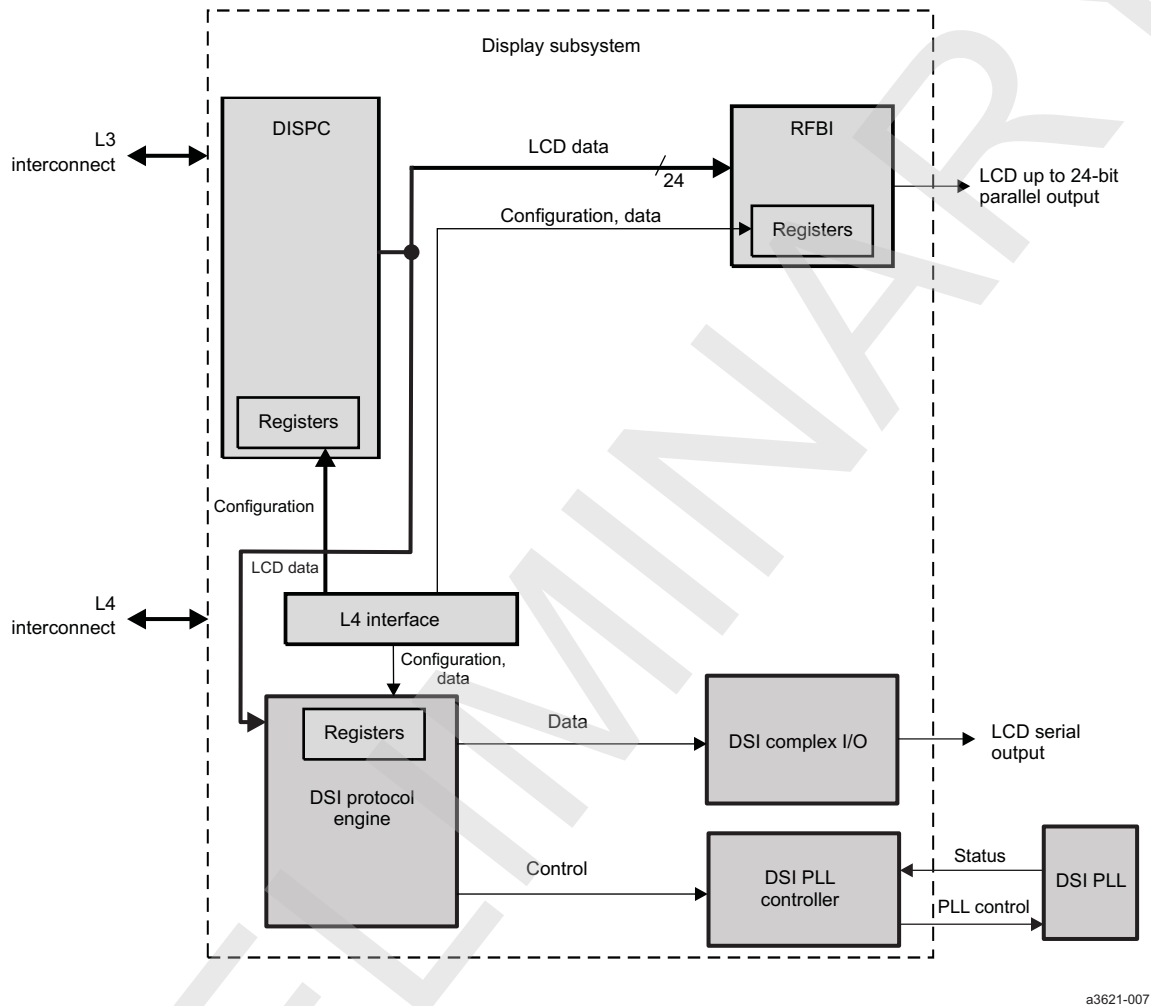 Display subsystem
DISPC
RFBI
L3
interconnect
LCD data
24
LCD up to 24-bit
parallel output
Configuration, data
Registers
Registers
Configuration
LCD data
L4
interconnect
L4 interface
Configuration,
data
Registers
Data
DSI complex I/O
LCD serial
output
DSI protocol
engine
Control
DSI PLL
controller
Status
DSI PLL
PLL control
a3621-007
ELIMINARY